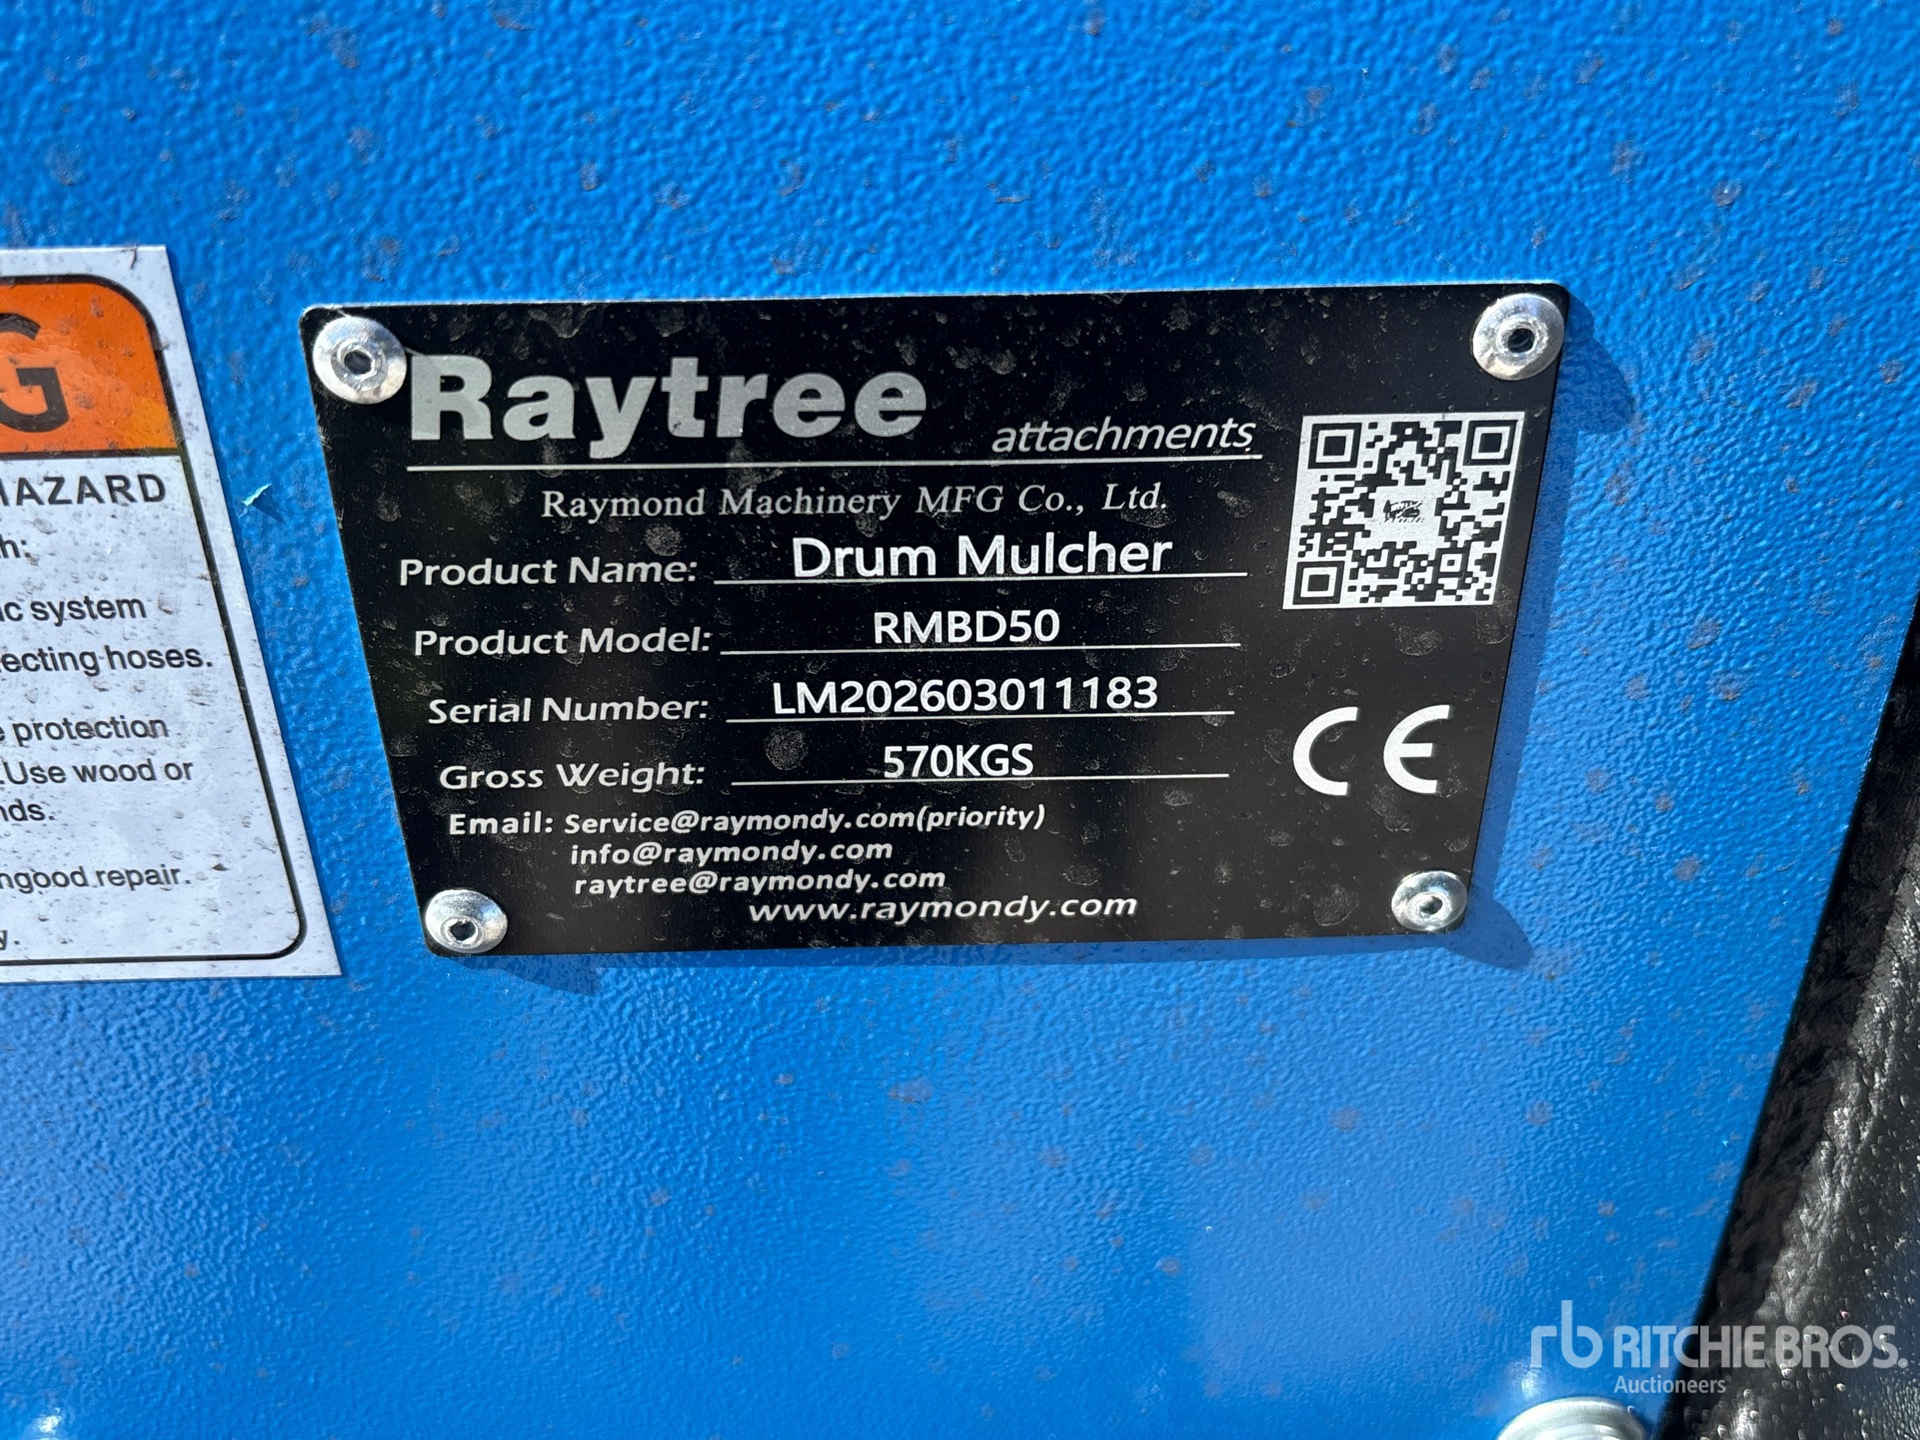 G
HAZARD
h:
ic system
ecting hoses.
e protection
.Use wood or
nds.
ngood repair.
y.
Raytree
attachments
Raymond Machinery MFG Co., Ltd.
Product Name: Drum Mulcher
Product Model: RMBD50
Serial Number: LM202603011183
Gross Weight: 570KGS
Email: Service@raymondy.com(priority)
info@raymondy.com
raytree@raymondy.com
www.raymondy.com
CE
rb RITCHIE BROS.
Auctioneers